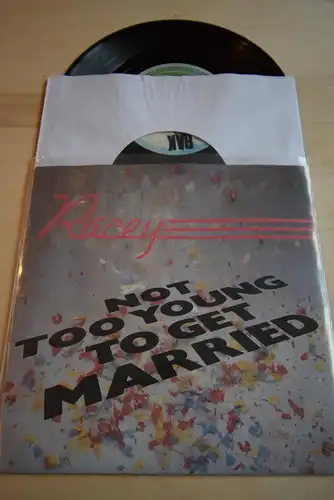 RAK
Racey
NOT
TOO YOUNG
TO GET
MARRIED